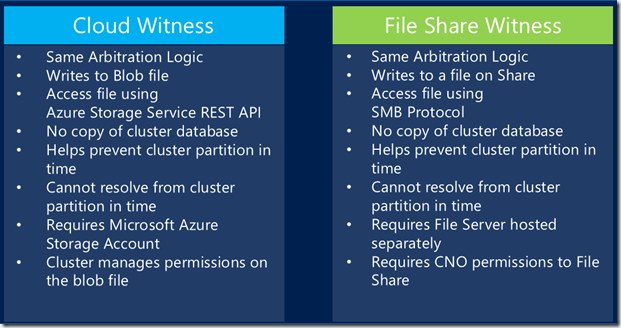 Cloud Witness
• Same Arbitration Logic
• Writes to Blob file
• Access file using
Azure Storage Service REST API
• No copy of cluster database
• Helps prevent cluster partition in
time
• Cannot resolve from cluster
partition in time
• Requires Microsoft Azure
Storage Account
• Cluster manages permissions on
the blob file
File Share Witness
• Same Arbitration Logic
• Writes to a file on Share
• Access file using
SMB Protocol
• No copy of cluster database
• Helps prevent cluster partition in
time
• Cannot resolve from cluster
partition in time
• Requires File Server hosted
separately
• Requires CNO permissions to File
Share